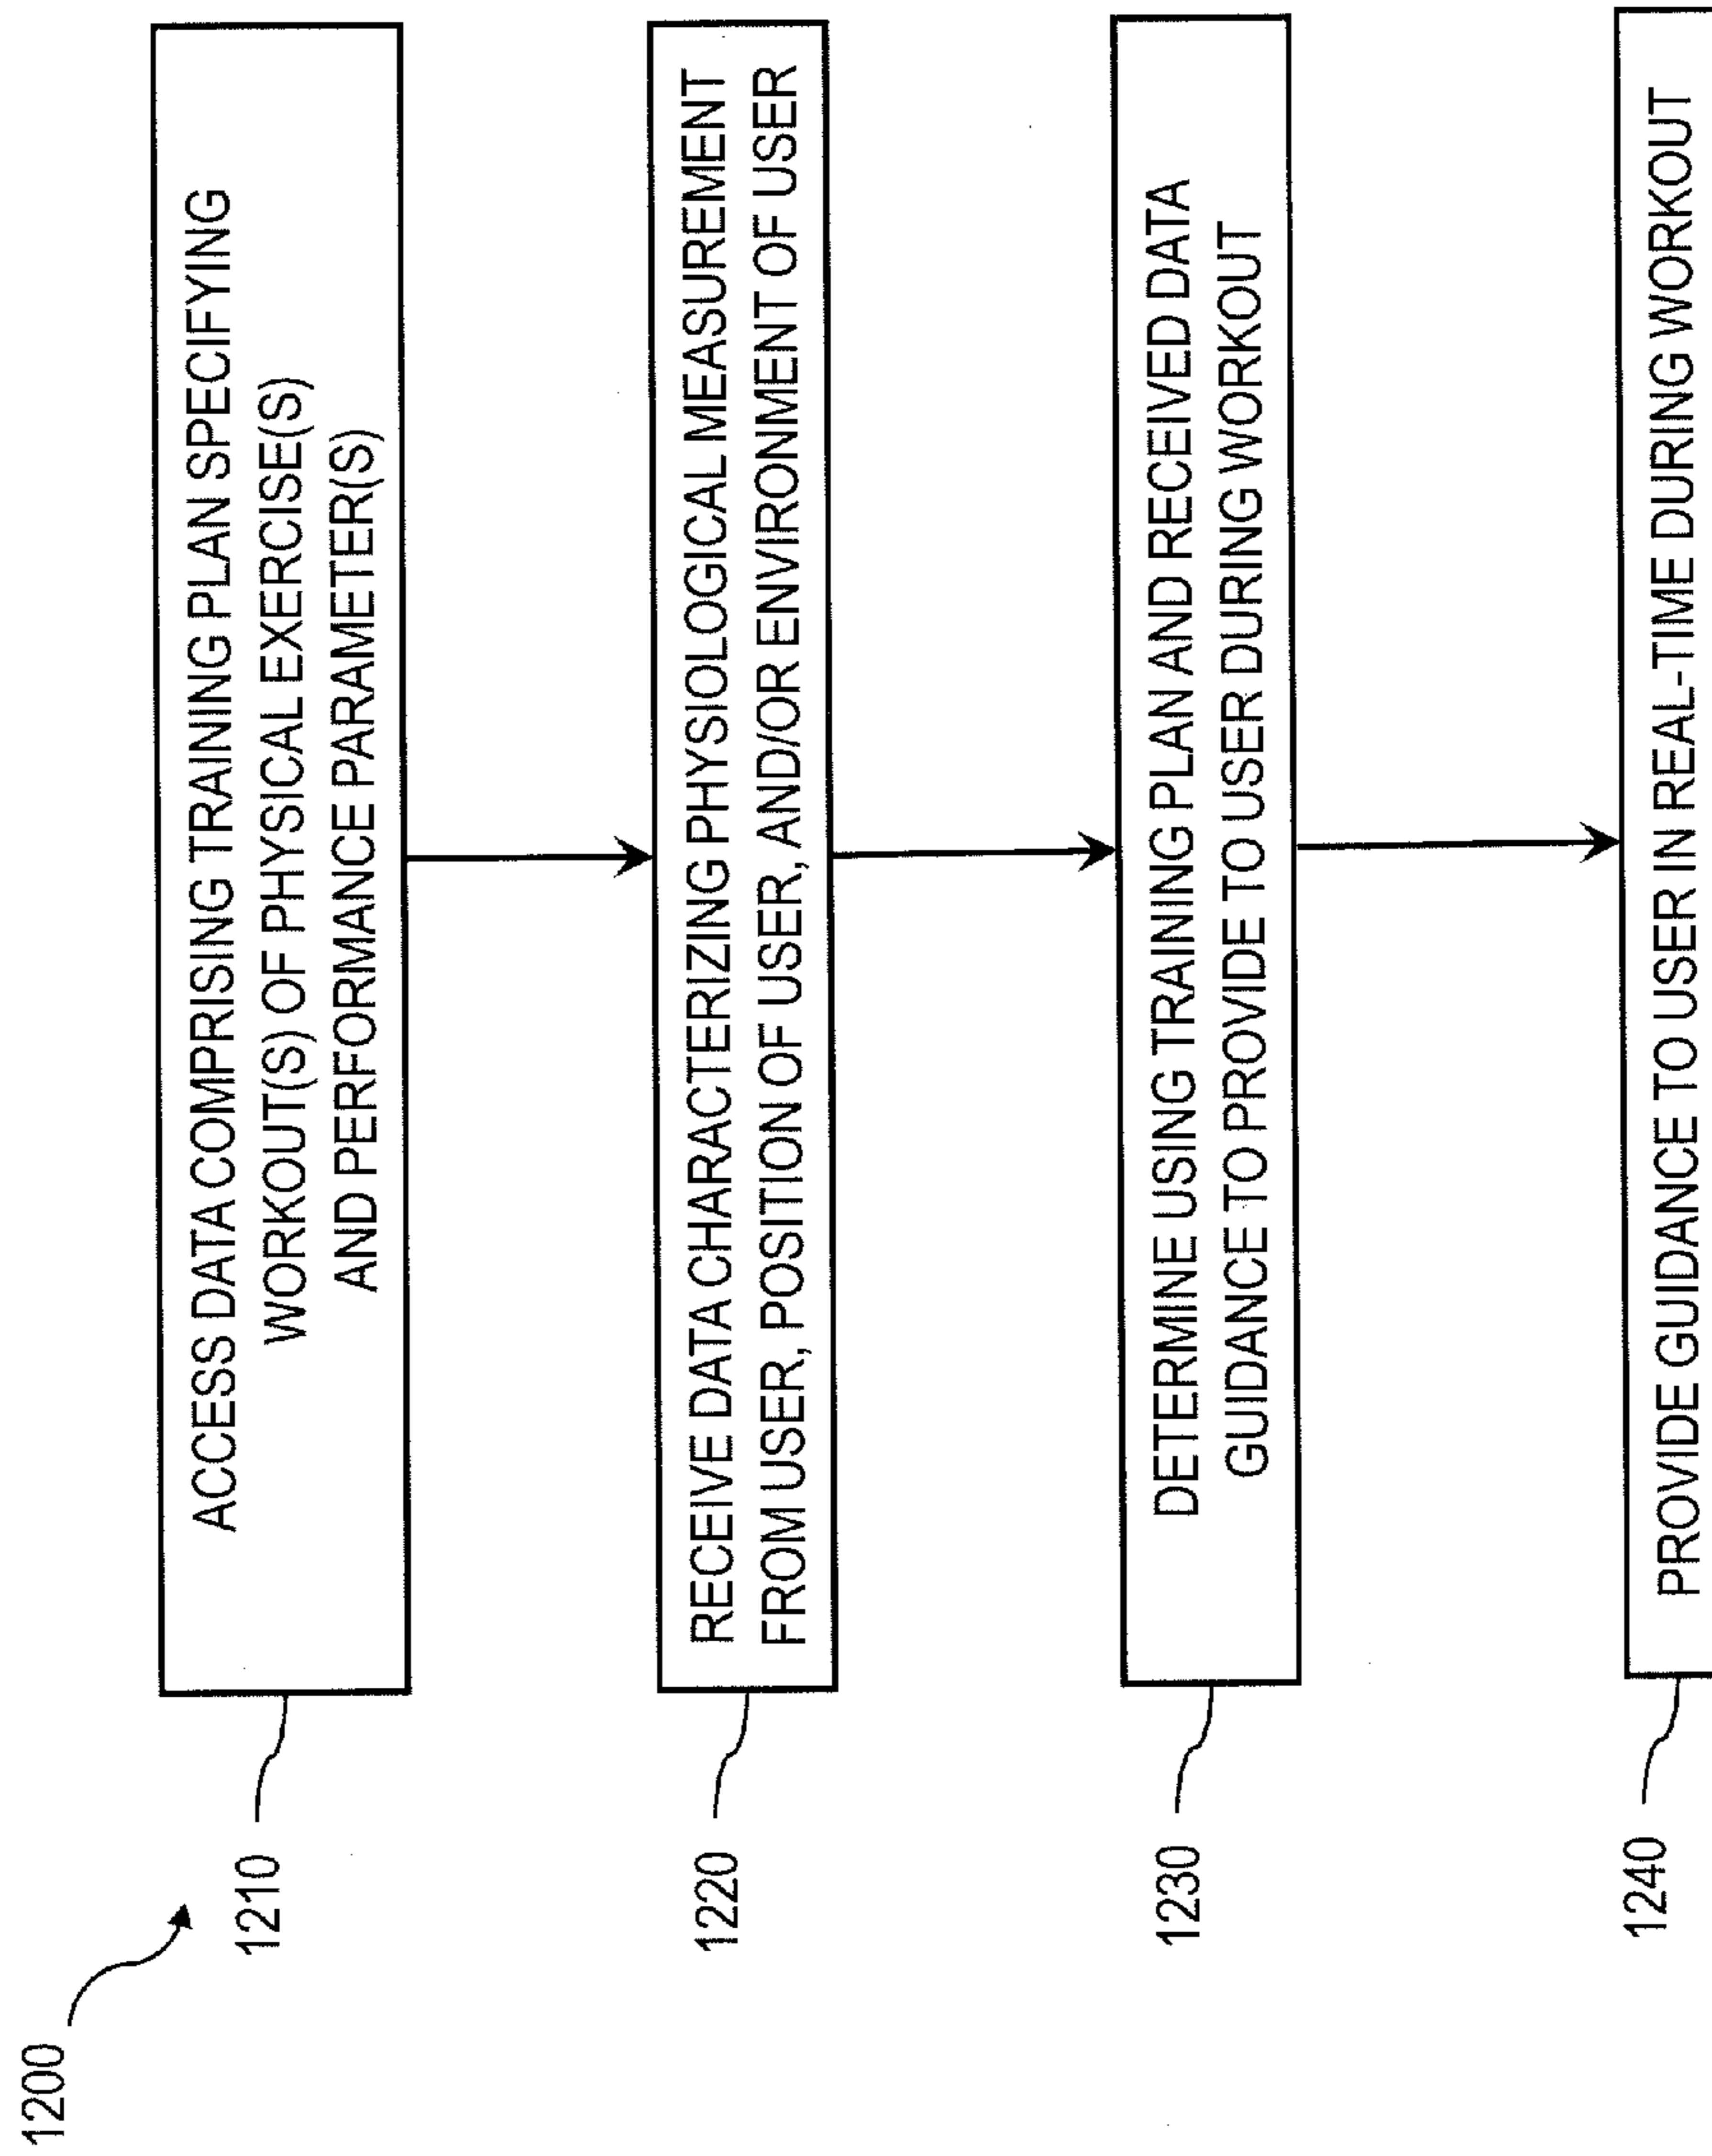 1200
1210
ACCESS DATA COMPRISING TRAINING PLAN SPECIFYING
WORKOUT(S) OF PHYSICAL EXERCISE(S)
AND PERFORMANCE PARAMETER(S)
1220
RECEIVE DATA CHARACTERIZING PHYSIOLOGICAL MEASUREMENT
FROM USER, POSITION OF USER, AND/OR ENVIRONMENT OF USER
1230
DETERMINE USING TRAINING PLAN AND RECEIVED DATA
GUIDANCE TO PROVIDE TO USER DURING WORKOUT
1240
PROVIDE GUIDANCE TO USER IN REAL-TIME DURING WORKOUT